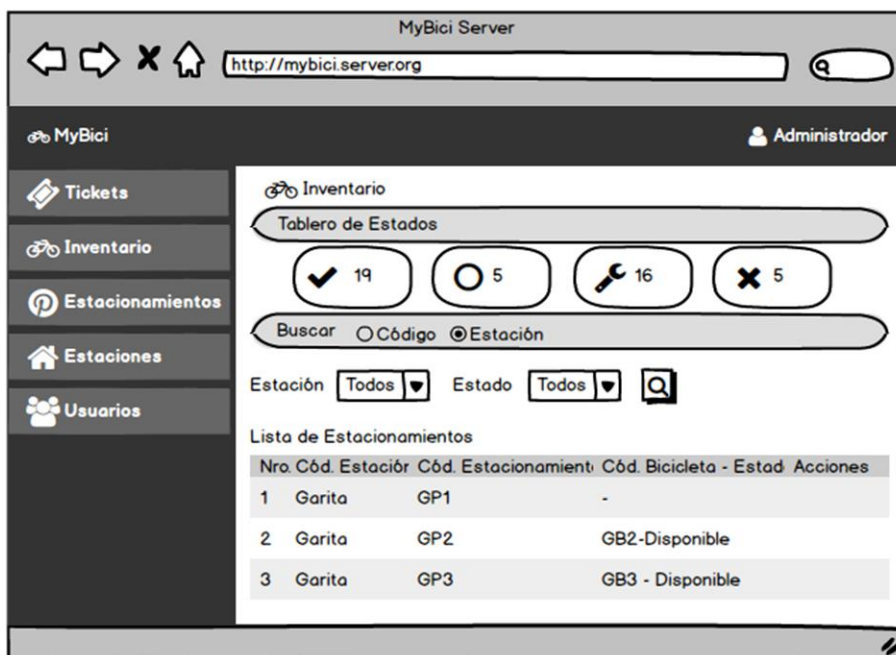 MyBici Server
http://mybici.server.org
MyBici
Administrador
Tickets
Inventario
Estacionamientos
Estaciones
Usuarios
Inventario
Tablero de Estados
19 5 16 5
Buscar Código Estación
Estación Todos Estado Todos
Lista de Estacionamientos
Nro. Cód. Estación Cód. Estacionamient Cód. Bicicleta - Estad Acciones
1 Garita GP1 -
2 Garita GP2 GB2-Disponible
3 Garita GP3 GB3 - Disponible